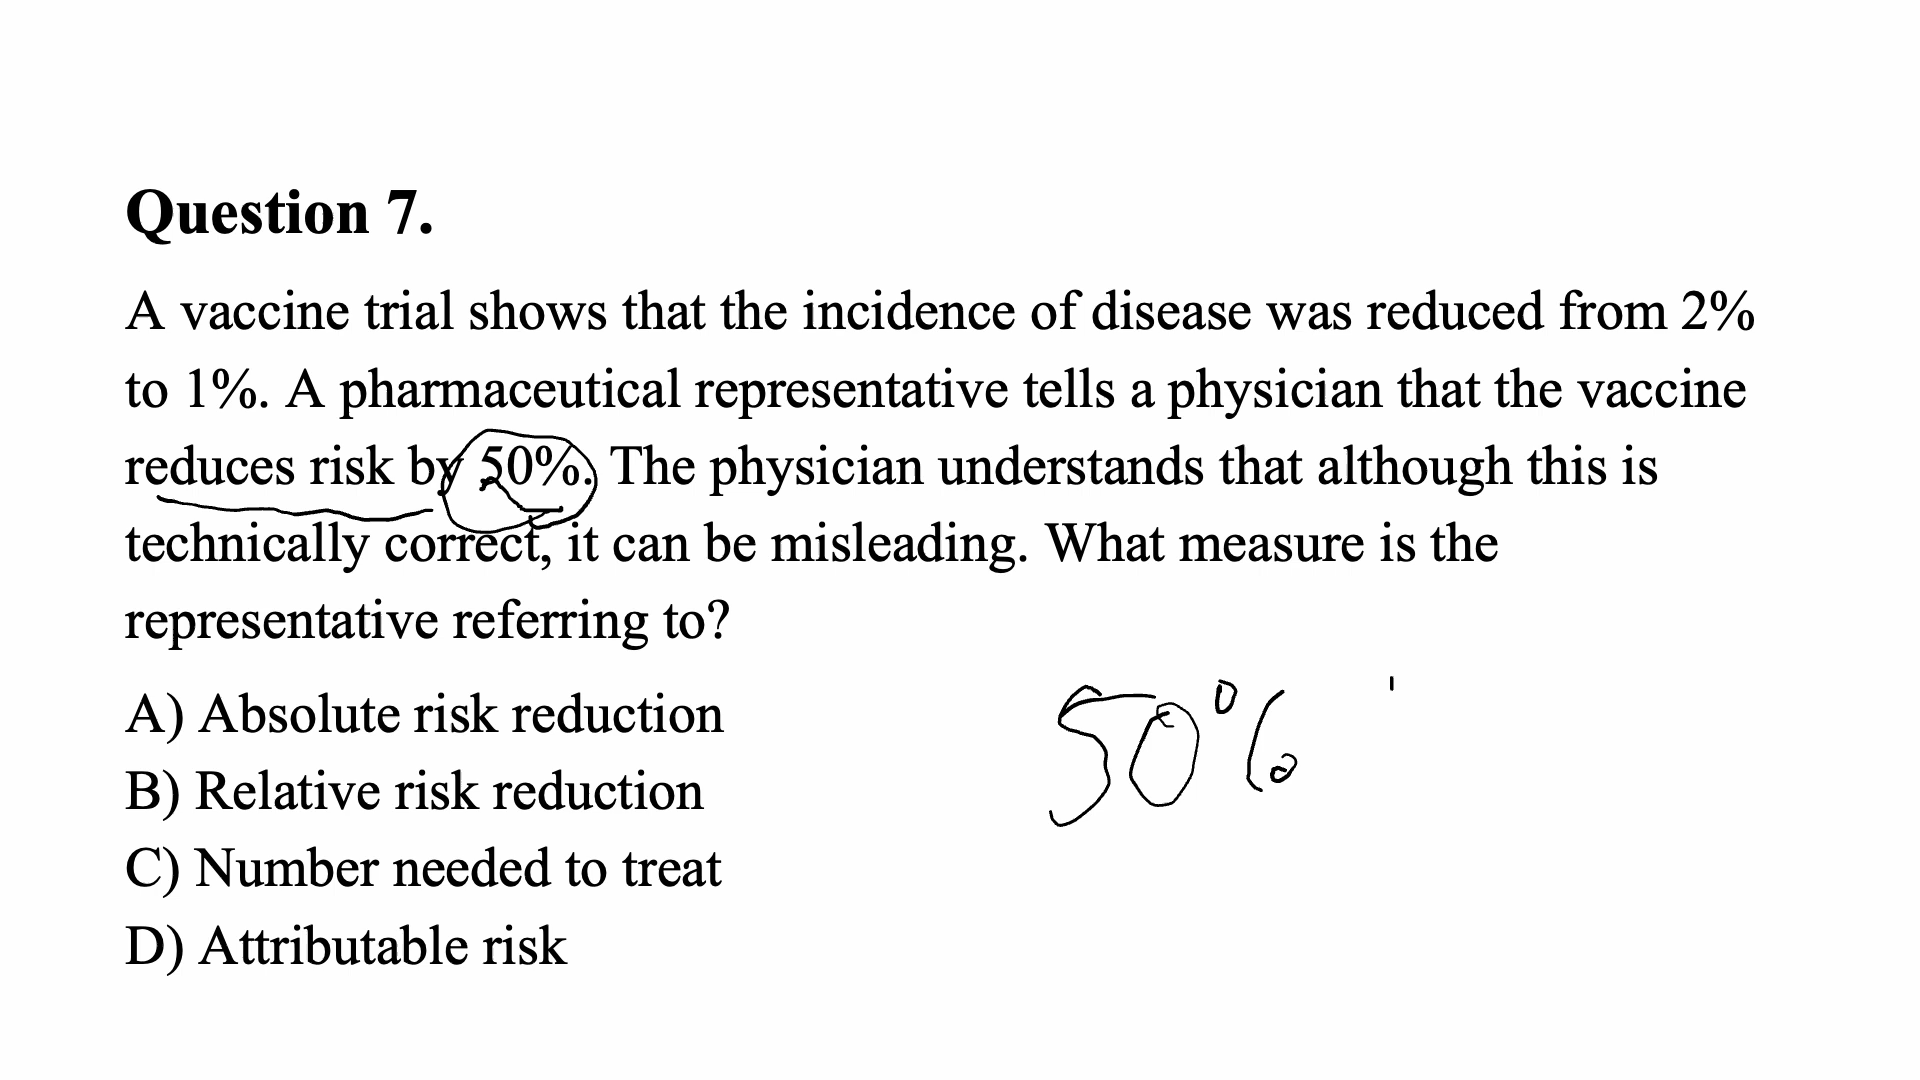 Question 7.
A vaccine trial shows that the incidence of disease was reduced from 2%
to 1%. A pharmaceutical representative tells a physician that the vaccine
reduces risk by 50%. The physician understands that although this is
technically correct, it can be misleading. What measure is the
representative referring to?
A) Absolute risk reduction
50%
B) Relative risk reduction
C) Number needed to treat
D) Attributable risk